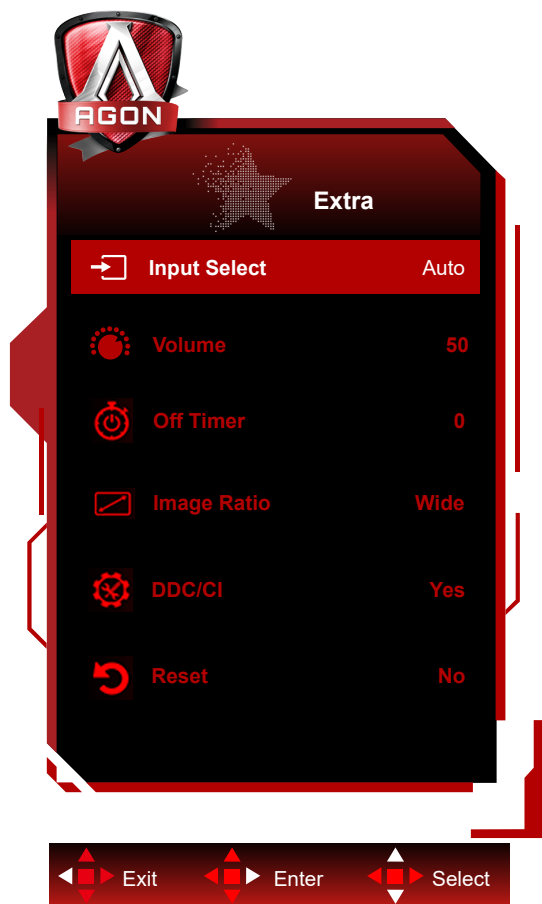 AGON
Extra
Input Select Auto
Volume 50
Off Timer 0
Image Ratio Wide
DDC/CI Yes
Reset No
Exit Enter Select